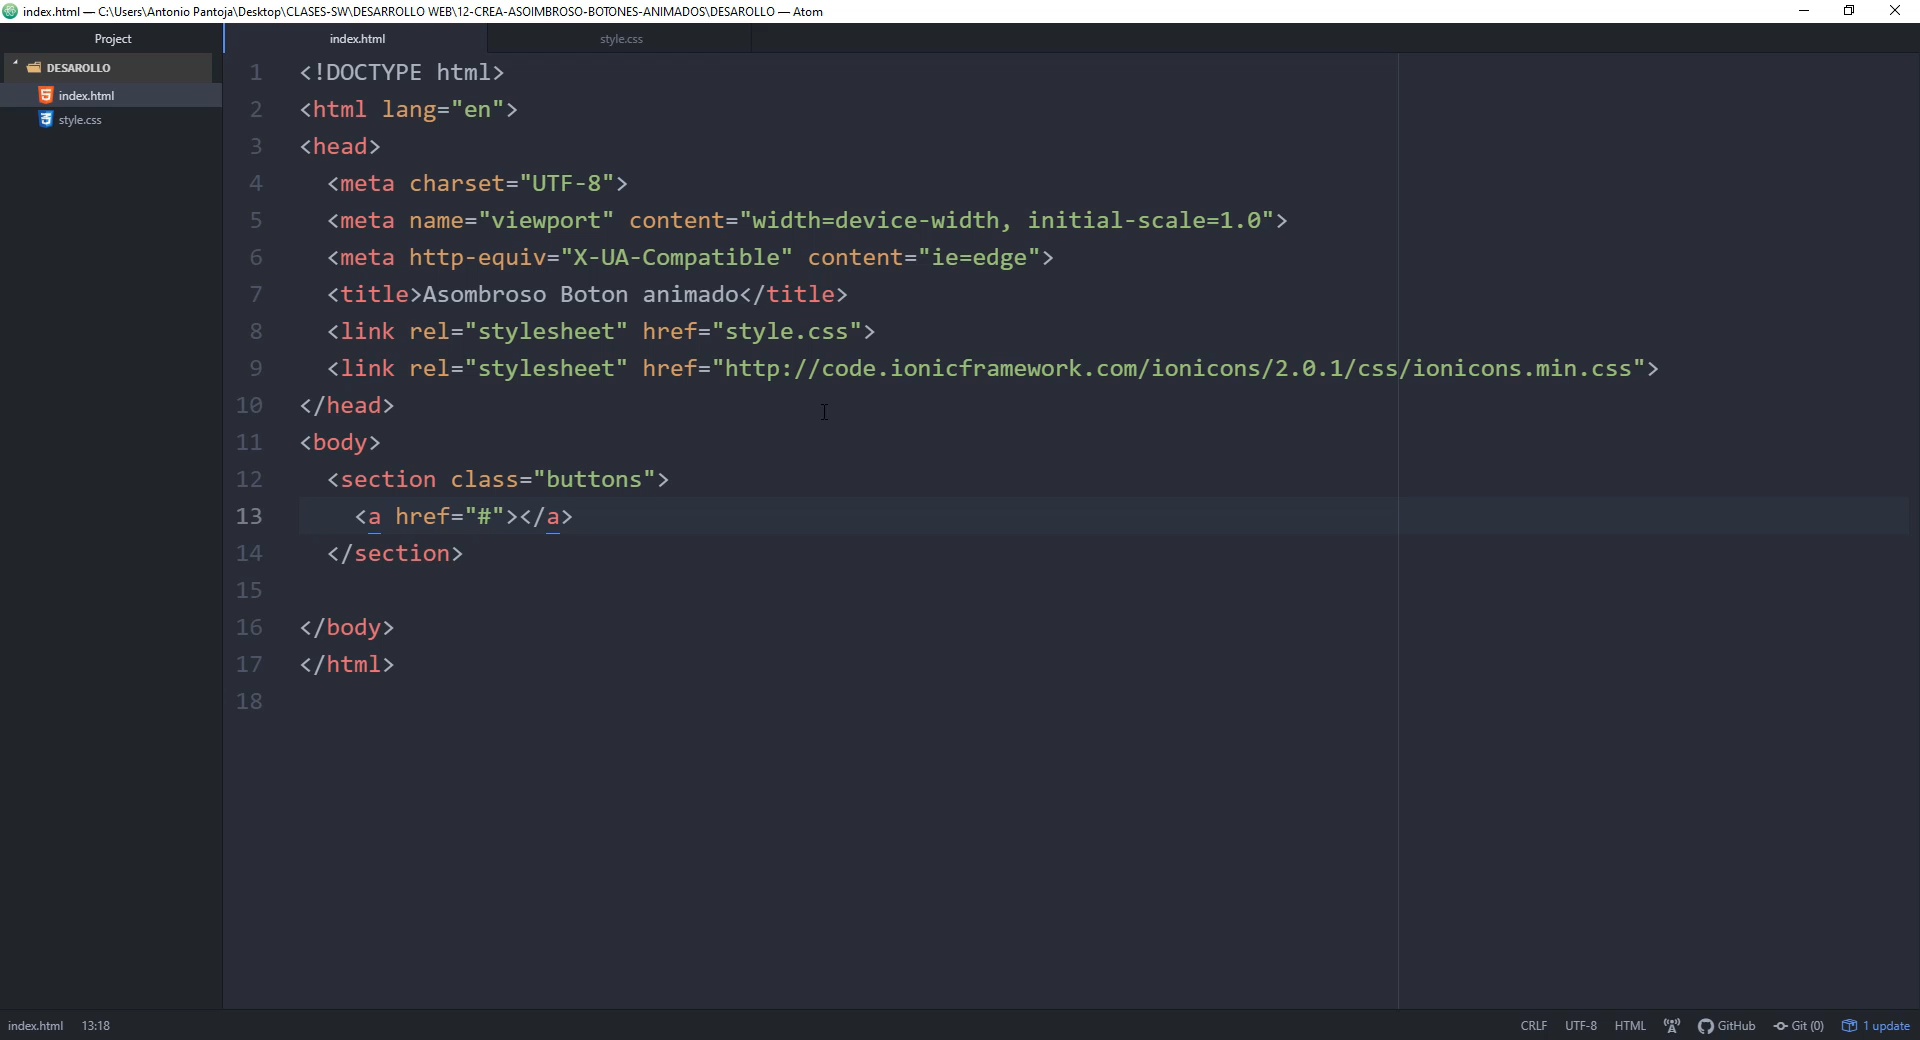 index.html — C:\Users\Antonio Pantoja\Desktop\CLASES-SW\DESARROLLO WEB\12-CREA-ASOIMBROSO-BOTONES-ANIMADOS\DESAROLLO — Atom
Project
index.html
style.css
DESAROLLO
index.html
style.css
1 <!DOCTYPE html>
2 <html lang="en">
3 <head>
4 <meta charset="UTF-8">
5 <meta name="viewport" content="width=device-width, initial-scale=1.0">
6 <meta http-equiv="X-UA-Compatible" content="ie=edge">
7 <title>Asombroso Boton animado</title>
8 <link rel="stylesheet" href="style.css">
9 <link rel="stylesheet" href="http://code.ionicframework.com/ionicons/2.0.1/css/ionicons.min.css">
10 </head>
11 <body>
12 <section class="buttons">
13 <a href="#"></a>
14 </section>
15
16 </body>
17 </html>
18
index.html 13:18
CRLF UTF-8 HTML GitHub Git (0) 1 update